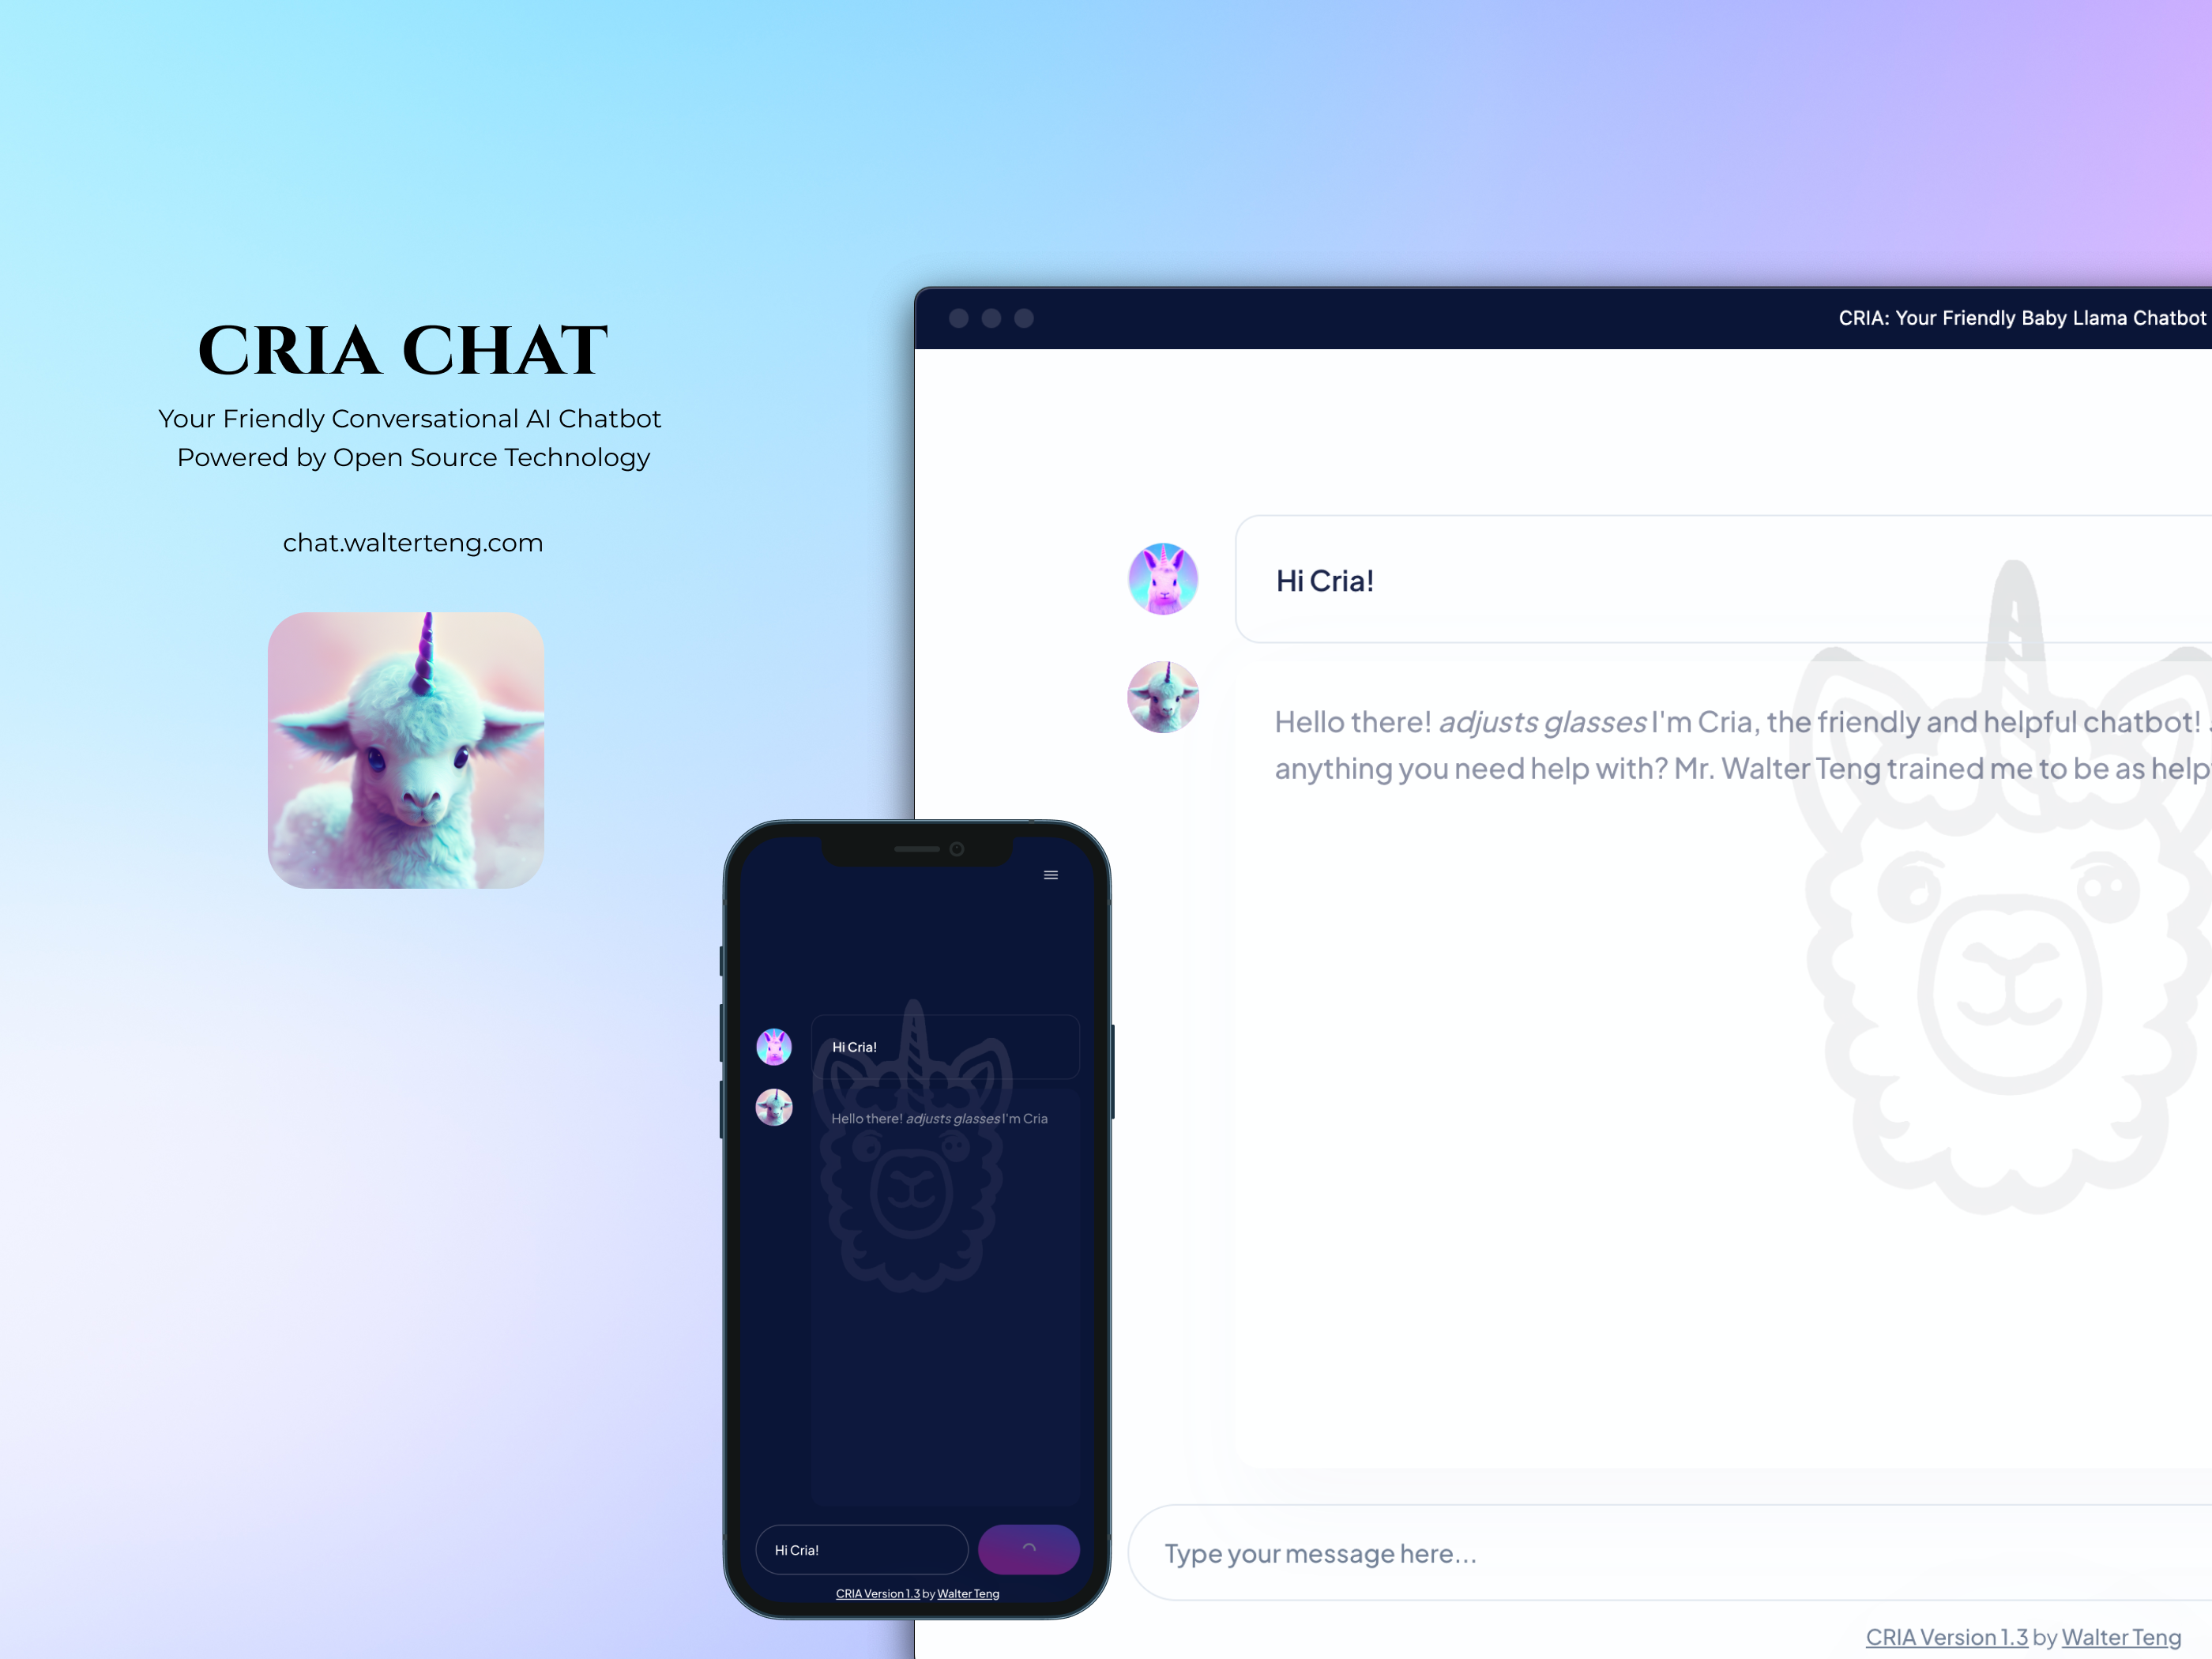 CRIA CHAT
Your Friendly Conversational AI Chatbot
Powered by Open Source Technology
chat.walterteng.com
CRIA: Your Friendly Baby Llama Chatbot
Hi Cria!
Hello there! adjusts glasses I'm Cria, the friendly and helpful chatbot!
anything you need help with? Mr. Walter Teng trained me to be as help
Type your message here...
CRIA Version 1.3 by Walter Teng
Hi Cria!
Hello there! adjusts glasses I'm Cria
Hi Cria!
CRIA Version 1.3 by Walter Teng